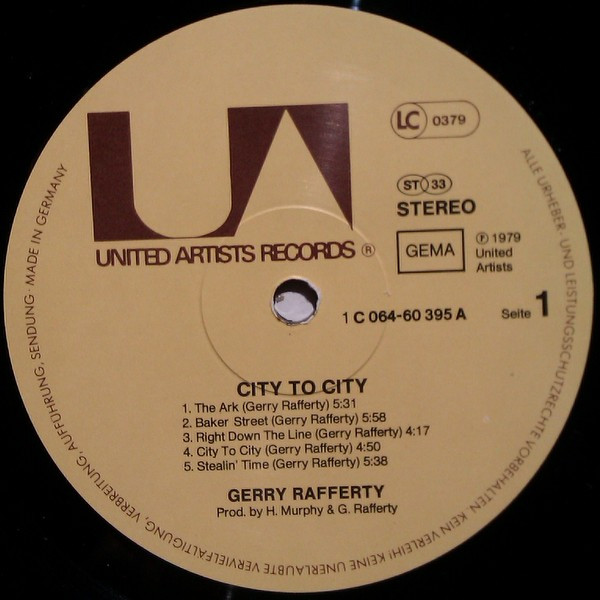 UA
UNITED ARTISTS RECORDS ®
LC 0379
ST 33
STEREO
GEMA
℗ 1979
United
Artists
1 C 064-60 395 A
Seite 1
CITY TO CITY
1. The Ark (Gerry Rafferty) 5:31
2. Baker Street (Gerry Rafferty) 5:58
3. Right Down The Line (Gerry Rafferty) 4:17
4. City To City (Gerry Rafferty) 4:50
5. Stealin' Time (Gerry Rafferty) 5:38
GERRY RAFFERTY
Prod. by H. Murphy & G. Rafferty
ALLE URHEBER- UND LEISTUNGSSCHUTZRECHTE VORBEHALTEN. KEIN VERLEIH! KEINE UNERLAUBTE VERVIELFÄLTIGUNG, VERBREITUNG, AUFFÜHRUNG, SENDUNG · MADE IN GERMANY